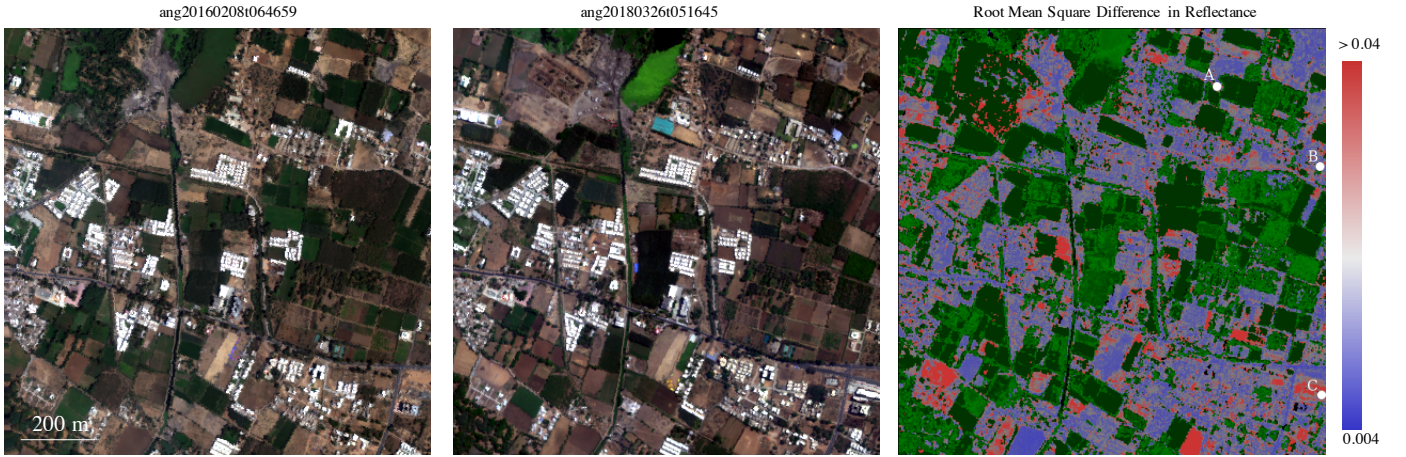 ang20160208t064659
ang20180326t051645
Root Mean Square Difference in Reflectance
> 0.04
A
B
C
200 m
0.004